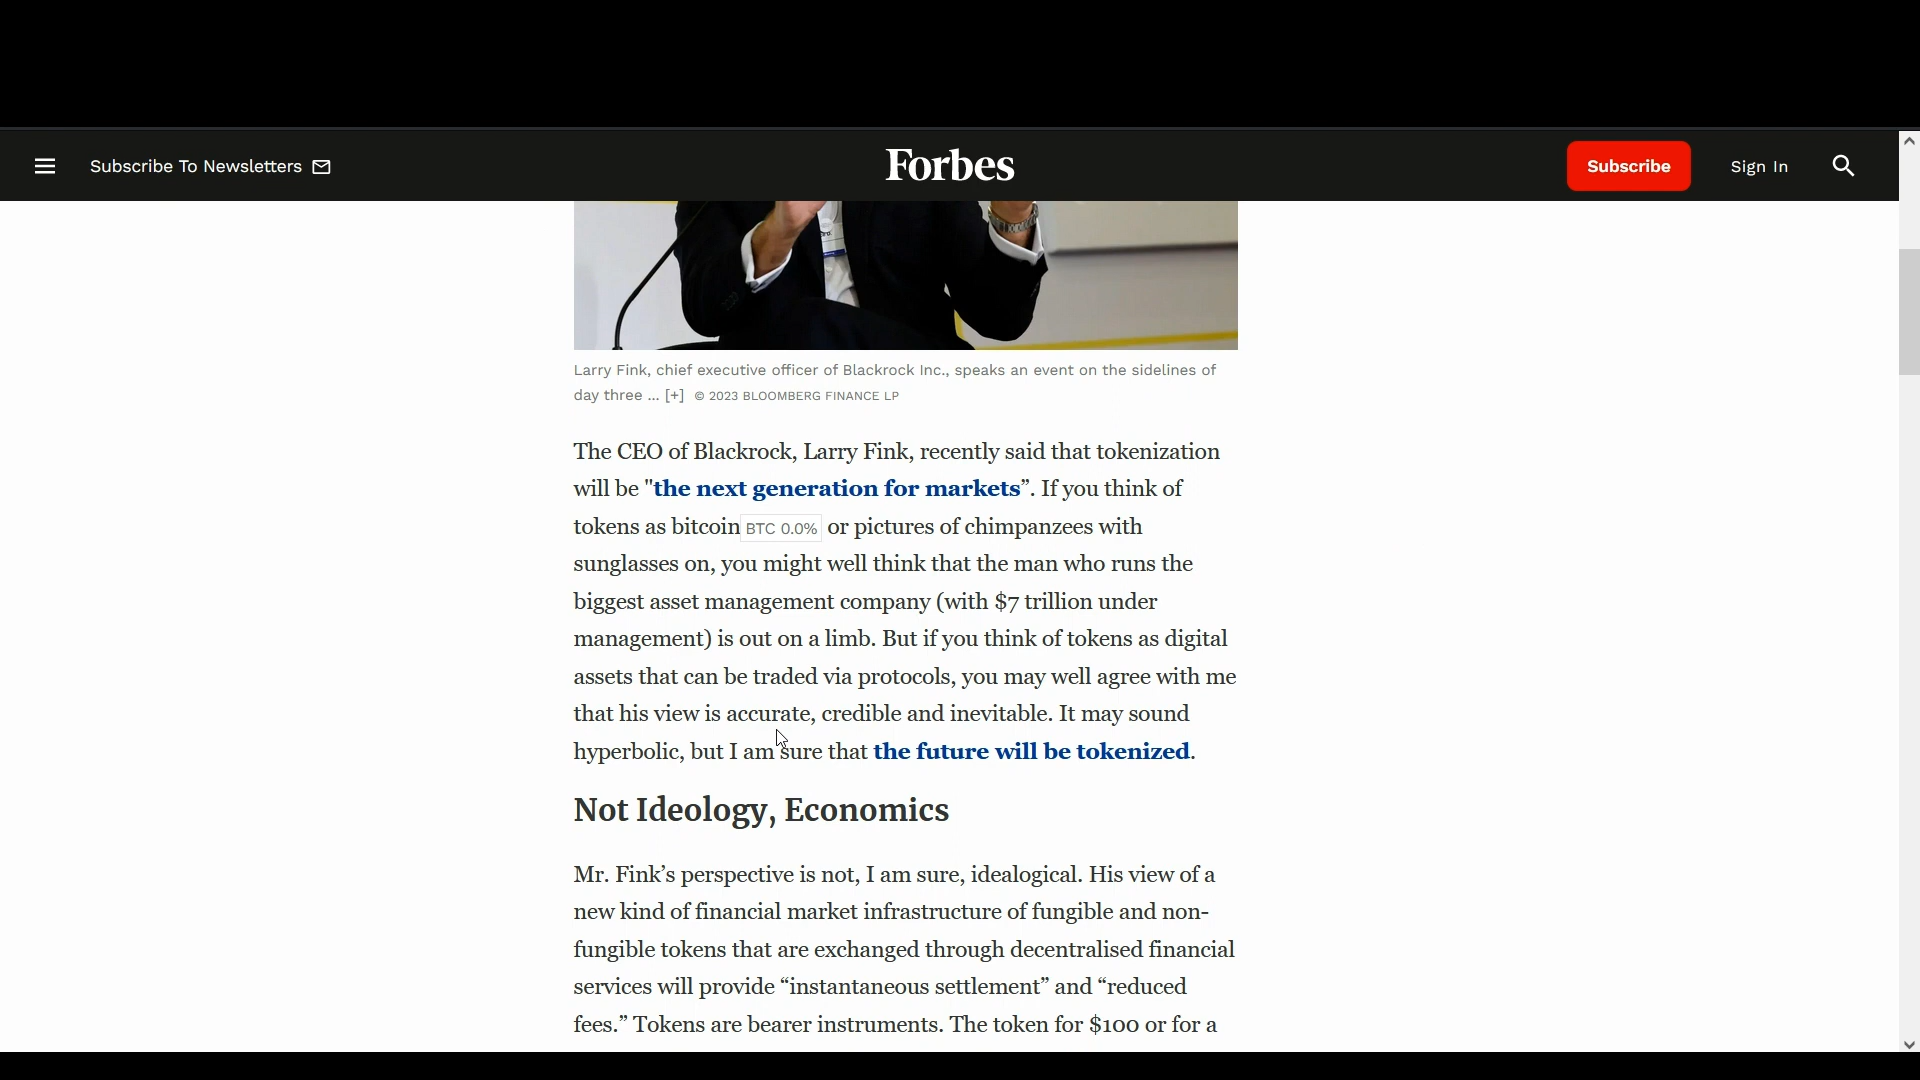 Subscribe To Newsletters
Forbes
Subscribe
Sign In
Larry Fink, chief executive officer of Blackrock Inc., speaks an event on the sidelines of
day three ... [+] © 2023 BLOOMBERG FINANCE LP
The CEO of Blackrock, Larry Fink, recently said that tokenization
will be "the next generation for markets”. If you think of
tokens as bitcoin BTC 0.0% or pictures of chimpanzees with
sunglasses on, you might well think that the man who runs the
biggest asset management company (with $7 trillion under
management) is out on a limb. But if you think of tokens as digital
assets that can be traded via protocols, you may well agree with me
that his view is accurate, credible and inevitable. It may sound
hyperbolic, but I am sure that the future will be tokenized.
Not Ideology, Economics
Mr. Fink’s perspective is not, I am sure, idealogical. His view of a
new kind of financial market infrastructure of fungible and non-
fungible tokens that are exchanged through decentralised financial
services will provide “instantaneous settlement” and “reduced
fees.” Tokens are bearer instruments. The token for $100 or for a